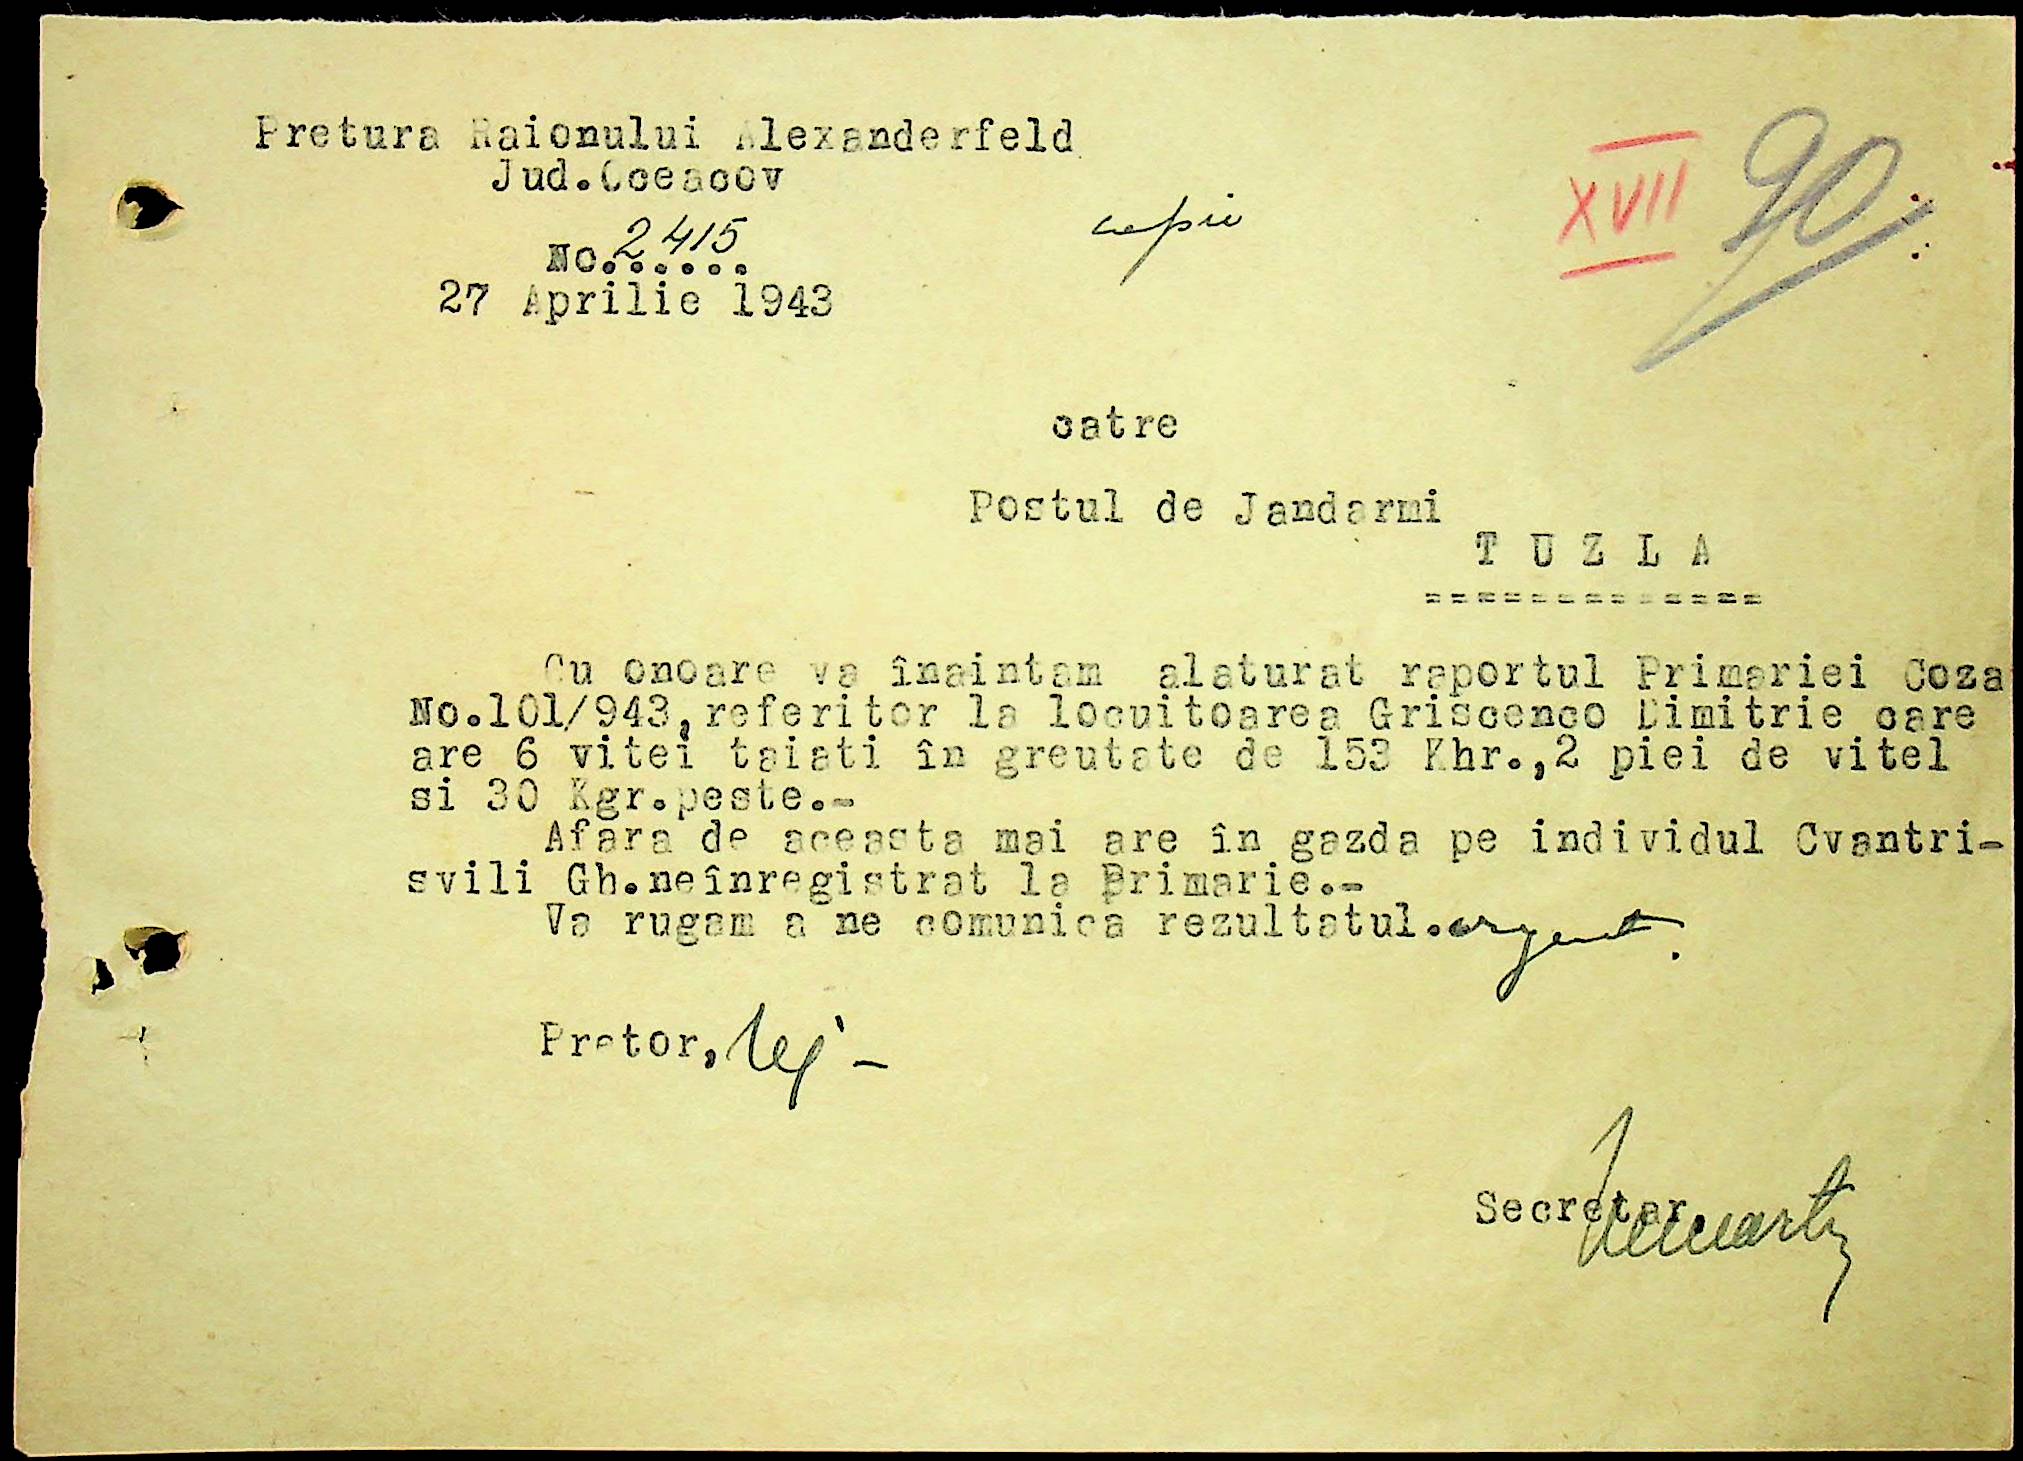 Pretura Raionului Alexanderfeld
Jud.Oceacov
copie
XVII
90
No.2415
27 Aprilie 1943
catre
Postul de Jandarmi
T U Z L A
=============
Cu onoare va înaintam alaturat raportul Primariei Coza
No.101/943,referitor la locuitoarea Griscenco Dimitrie care
are 6 vitei taiati în greutate de 153 Khr.,2 piei de vitel
si 30 Kgr.peste.-
Afara de aceasta mai are în gazda pe individul Cvantri-
svili Gh.neînregistrat la Primarie.-
Va rugam a ne comunica rezultatul.urgent.
Pretor,
Secretar,